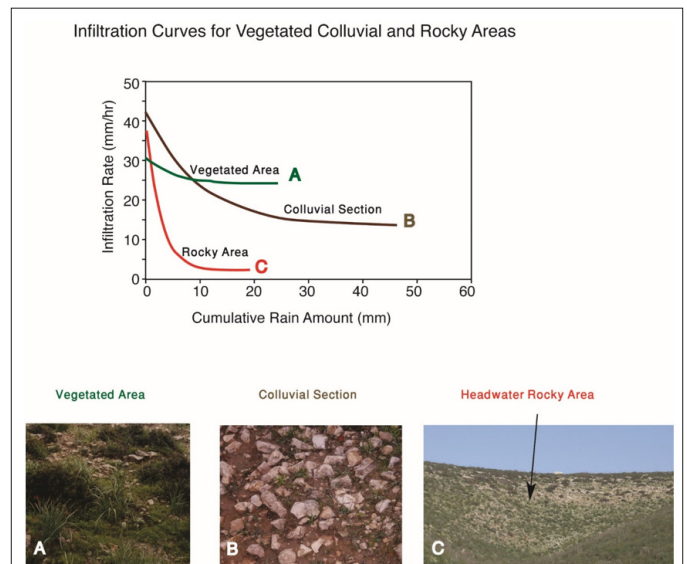 Infiltration Curves for Vegetated Colluvial and Rocky Areas
50
40
30
20
10
0
Infiltration Rate (mm/hr)
Vegetated Area
A
Colluvial Section
B
Rocky Area
C
0 10 20 30 40 50 60
Cumulative Rain Amount (mm)
Vegetated Area
Colluvial Section
Headwater Rocky Area
A
B
C